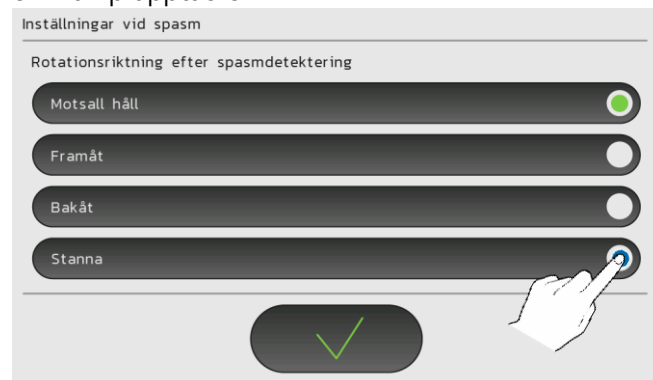 Inställningar vid spasm
Rotationsriktning efter spasmdetektering
Motsall håll
Framåt
Bakåt
Stanna